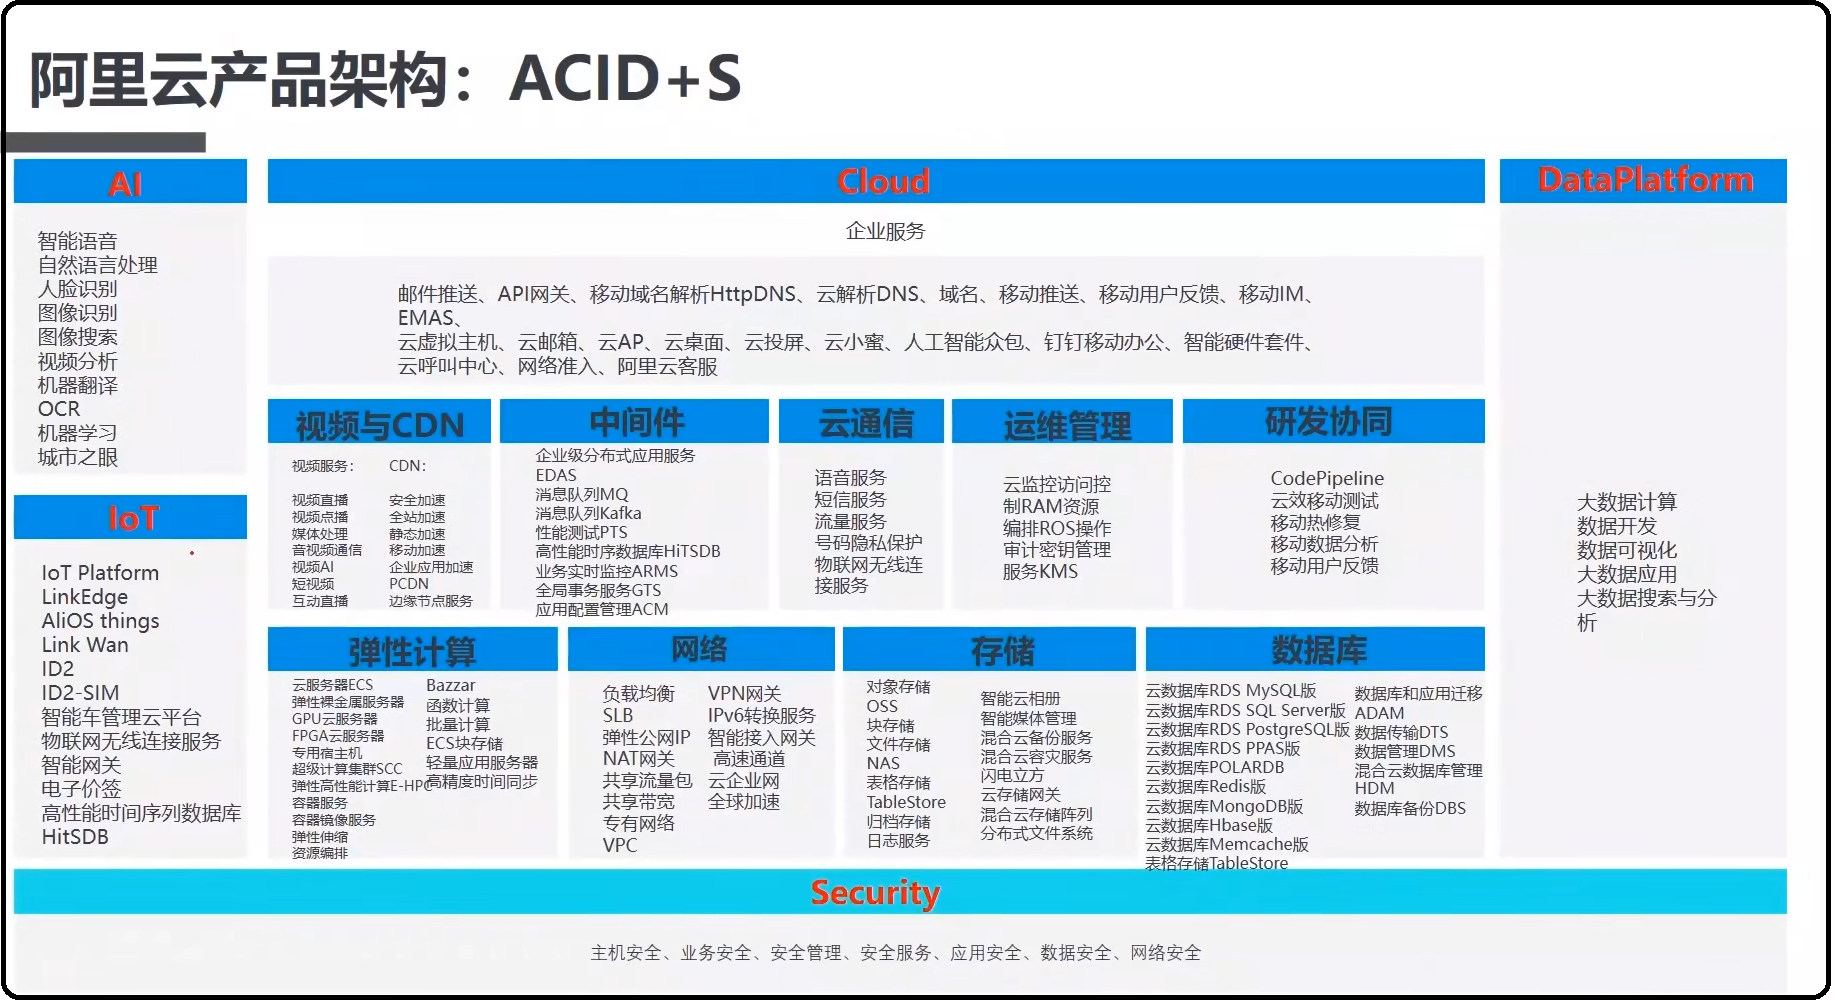 阿里云产品架构：ACID+S
AI
智能语音
自然语言处理
人脸识别
图像识别
图像搜索
视频分析
机器翻译
OCR
机器学习
城市之眼
IoT
IoT Platform
LinkEdge
AliOS things
Link Wan
ID2
ID2-SIM
智能车管理云平台
物联网无线连接服务
智能网关
电子价签
高性能时间序列数据库
HitSDB
Cloud
企业服务
邮件推送、API网关、移动域名解析HttpDNS、云解析DNS、域名、移动推送、移动用户反馈、移动IM、
EMAS、
云虚拟主机、云邮箱、云AP、云桌面、云投屏、云小蜜、人工智能众包、钉钉移动办公、智能硬件套件、
云呼叫中心、网络准入、阿里云客服
视频与CDN
视频服务：
视频直播
视频点播
媒体处理
音视频通信
视频AI
短视频
互动直播
CDN：
安全加速
全站加速
静态加速
移动加速
企业应用加速
PCDN
边缘节点服务
中间件
企业级分布式应用服务
EDAS
消息队列MQ
消息队列Kafka
性能测试PTS
高性能时序数据库HiTSDB
业务实时监控ARMS
全局事务服务GTS
应用配置管理ACM
云通信
语音服务
短信服务
流量服务
号码隐私保护
物联网无线连
接服务
运维管理
云监控访问控
制RAM资源
编排ROS操作
审计密钥管理
服务KMS
研发协同
CodePipeline
云效移动测试
移动热修复
移动数据分析
移动用户反馈
弹性计算
云服务器ECS
弹性裸金属服务器
GPU云服务器
FPGA云服务器
专用宿主机
超级计算集群SCC
弹性高性能计算E-HPC
容器服务
容器镜像服务
弹性伸缩
资源编排
Bazzar
函数计算
批量计算
ECS块存储
轻量应用服务器
高精度时间同步
网络
负载均衡
SLB
弹性公网IP
NAT网关
共享流量包
共享带宽
专有网络
VPC
VPN网关
IPv6转换服务
智能接入网关
高速通道
云企业网
全球加速
存储
对象存储
OSS
块存储
文件存储
NAS
表格存储
TableStore
归档存储
日志服务
智能云相册
智能媒体管理
混合云备份服务
混合云容灾服务
闪电立方
云存储网关
混合云存储阵列
分布式文件系统
数据库
云数据库RDS MySQL版
云数据库RDS SQL Server版
云数据库RDS PostgreSQL版
云数据库RDS PPAS版
云数据库POLARDB
云数据库Redis版
云数据库MongoDB版
云数据库Hbase版
云数据库Memcache版
表格存储TableStore
数据库和应用迁移
ADAM
数据传输DTS
数据管理DMS
混合云数据库管理
HDM
数据库备份DBS
DataPlatform
大数据计算
数据开发
数据可视化
大数据应用
大数据搜索与分
析
Security
主机安全、业务安全、安全管理、安全服务、应用安全、数据安全、网络安全